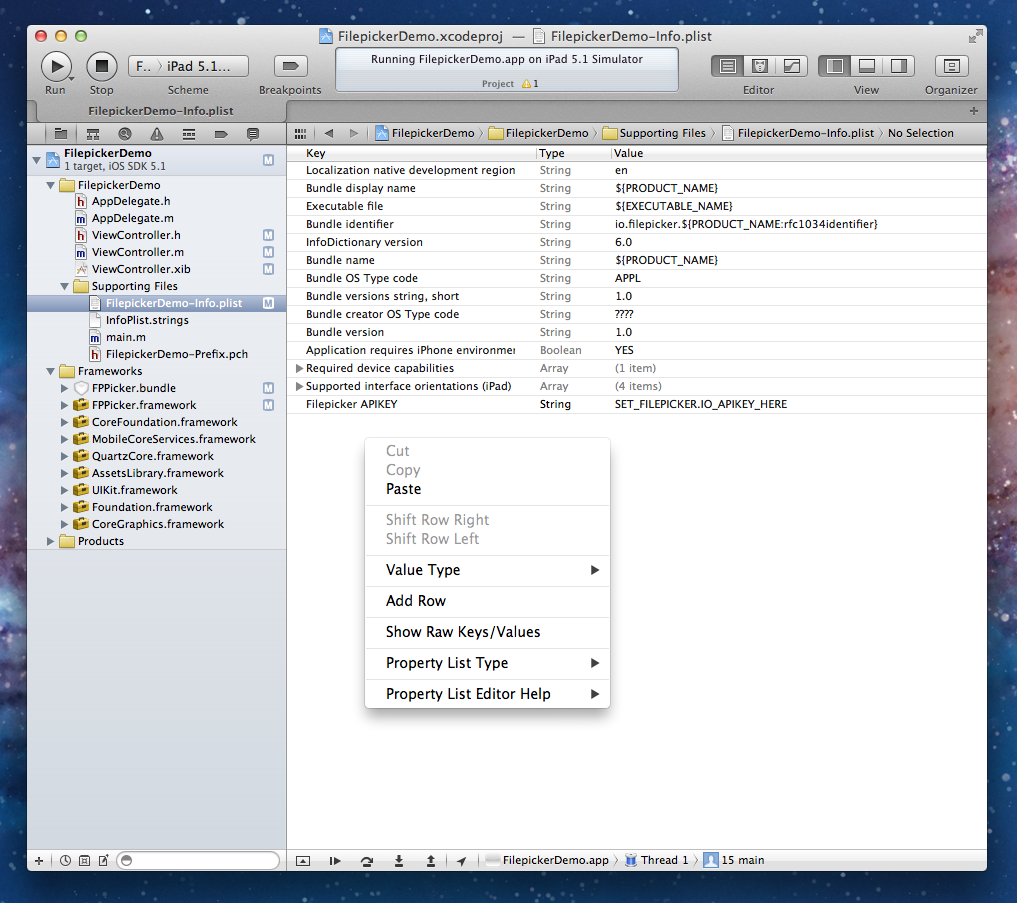 FilepickerDemo.xcodeproj — FilepickerDemo-Info.plist
F.. 〉 iPad 5.1...
Running FilepickerDemo.app on iPad 5.1 Simulator
Project 1
Run Stop Scheme Breakpoints Editor View Organizer
FilepickerDemo-Info.plist
FilepickerDemo 〉 FilepickerDemo 〉 Supporting Files 〉 FilepickerDemo-Info.plist 〉 No Selection
FilepickerDemo M
1 target, iOS SDK 5.1
FilepickerDemo
h AppDelegate.h
m AppDelegate.m
h ViewController.h M
m ViewController.m M
ViewController.xib M
Supporting Files
FilepickerDemo-Info.plist M
InfoPlist.strings
m main.m
h FilepickerDemo-Prefix.pch
Frameworks
FPPicker.bundle M
FPPicker.framework M
CoreFoundation.framework
MobileCoreServices.framework
QuartzCore.framework
AssetsLibrary.framework
UIKit.framework
Foundation.framework
CoreGraphics.framework
Products
Key Type Value
Localization native development region String en
Bundle display name String ${PRODUCT_NAME}
Executable file String ${EXECUTABLE_NAME}
Bundle identifier String io.filepicker.${PRODUCT_NAME:rfc1034identifier}
InfoDictionary version String 6.0
Bundle name String ${PRODUCT_NAME}
Bundle OS Type code String APPL
Bundle versions string, short String 1.0
Bundle creator OS Type code String ????
Bundle version String 1.0
Application requires iPhone environmer Boolean YES
Required device capabilities Array (1 item)
Supported interface orientations (iPad) Array (4 items)
Filepicker APIKEY String SET_FILEPICKER.IO_APIKEY_HERE
Cut
Copy
Paste
Shift Row Right
Shift Row Left
Value Type
Add Row
Show Raw Keys/Values
Property List Type
Property List Editor Help
FilepickerDemo.app 〉 Thread 1 〉 15 main